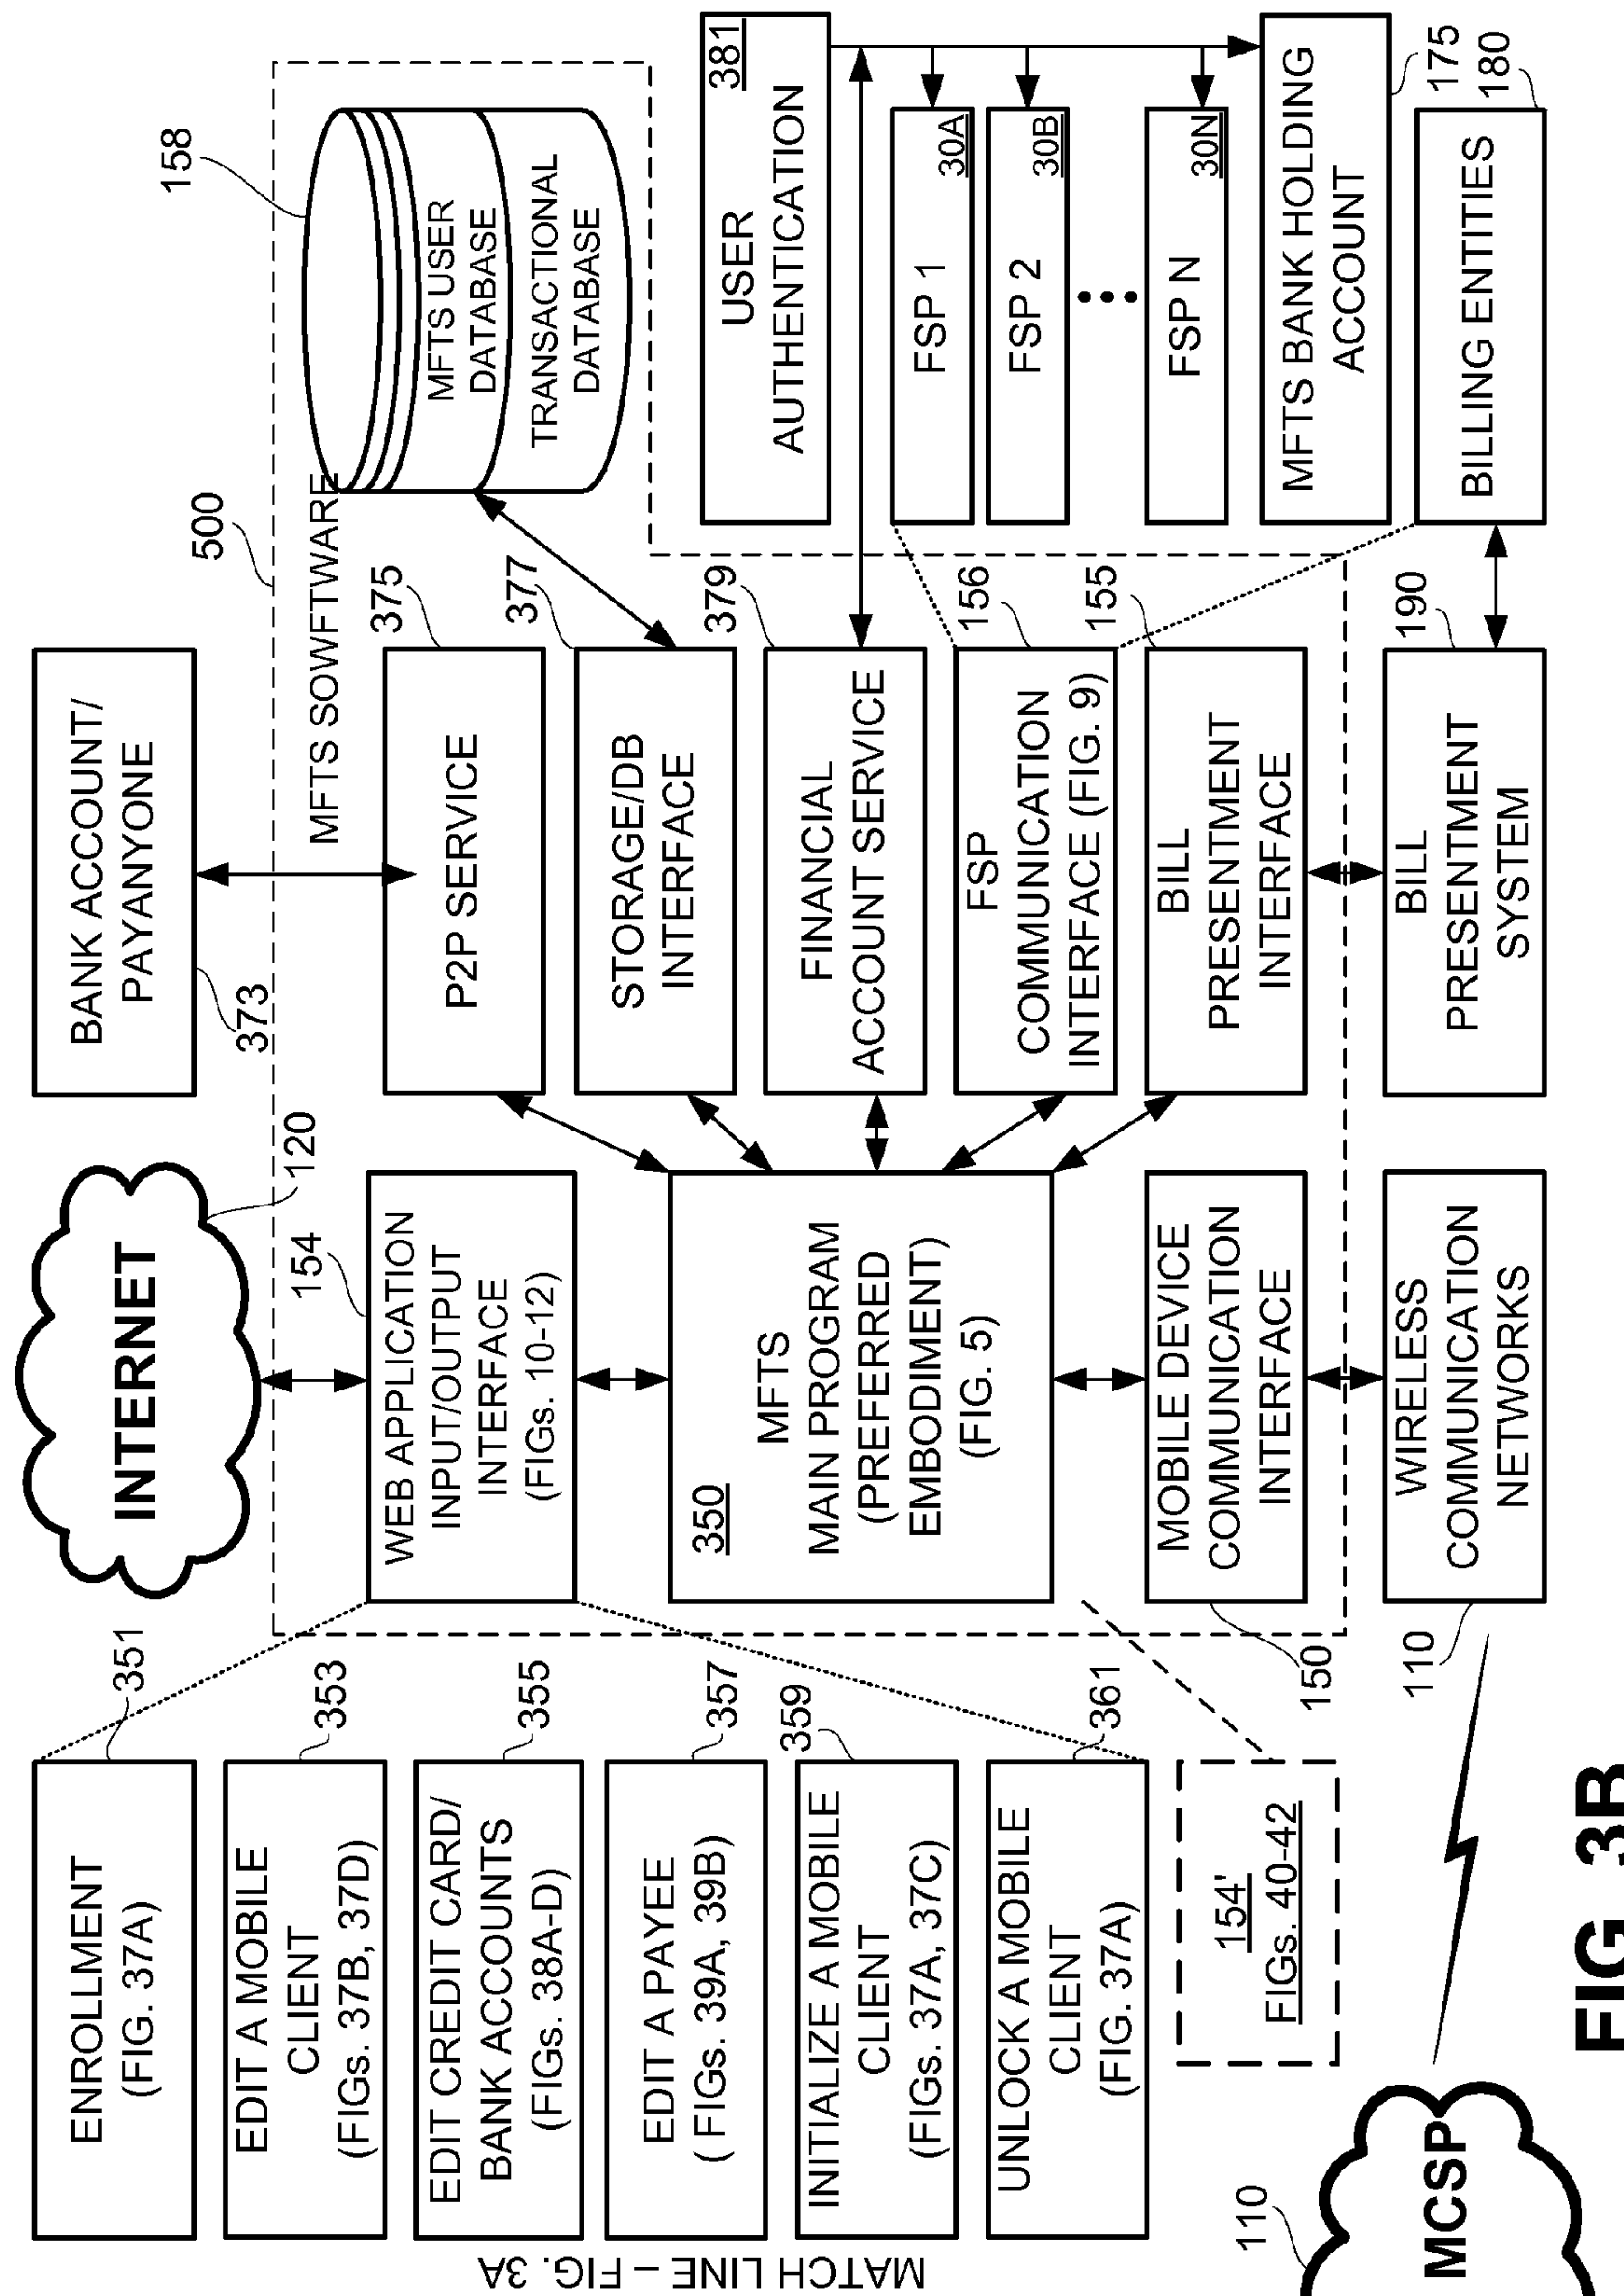 MATCH LINE – FIG. 3A
ENROLLMENT
(FIG. 37A)
351
EDIT A MOBILE
CLIENT
(FIGs. 37B, 37D)
353
EDIT CREDIT CARD/
BANK ACCOUNTS
(FIGs. 38A-D)
355
EDIT A PAYEE
( FIGs. 39A, 39B)
357
INITIALIZE A MOBILE
CLIENT
(FIGs. 37A, 37C)
359
UNLOCK A MOBILE
CLIENT
(FIG. 37A)
361
154'
FIGs. 40-42
110
MCSP
110
INTERNET
120
154
WEB APPLICATION
INPUT/OUTPUT
INTERFACE
(FIGs. 10-12)
350
MFTS
MAIN PROGRAM
(PREFERRED
EMBODIMENT)
(FIG. 5)
MOBILE DEVICE
COMMUNICATION
INTERFACE
150
WIRELESS
COMMUNICATION
NETWORKS
110
BANK ACCOUNT/
PAYANYONE
373
500
MFTS SOWFTWARE
P2P SERVICE
375
STORAGE/DB
INTERFACE
377
FINANCIAL
ACCOUNT SERVICE
379
FSP
COMMUNICATION
INTERFACE (FIG. 9)
156
BILL
PRESENTMENT
INTERFACE
155
BILL
PRESENTMENT
SYSTEM
190
158
MFTS USER
DATABASE
TRANSACTIONAL
DATABASE
USER
AUTHENTICATION
381
FSP 1
30A
FSP 2
30B
FSP N
30N
MFTS BANK HOLDING
ACCOUNT
175
BILLING ENTITIES
180
FIG. 3B